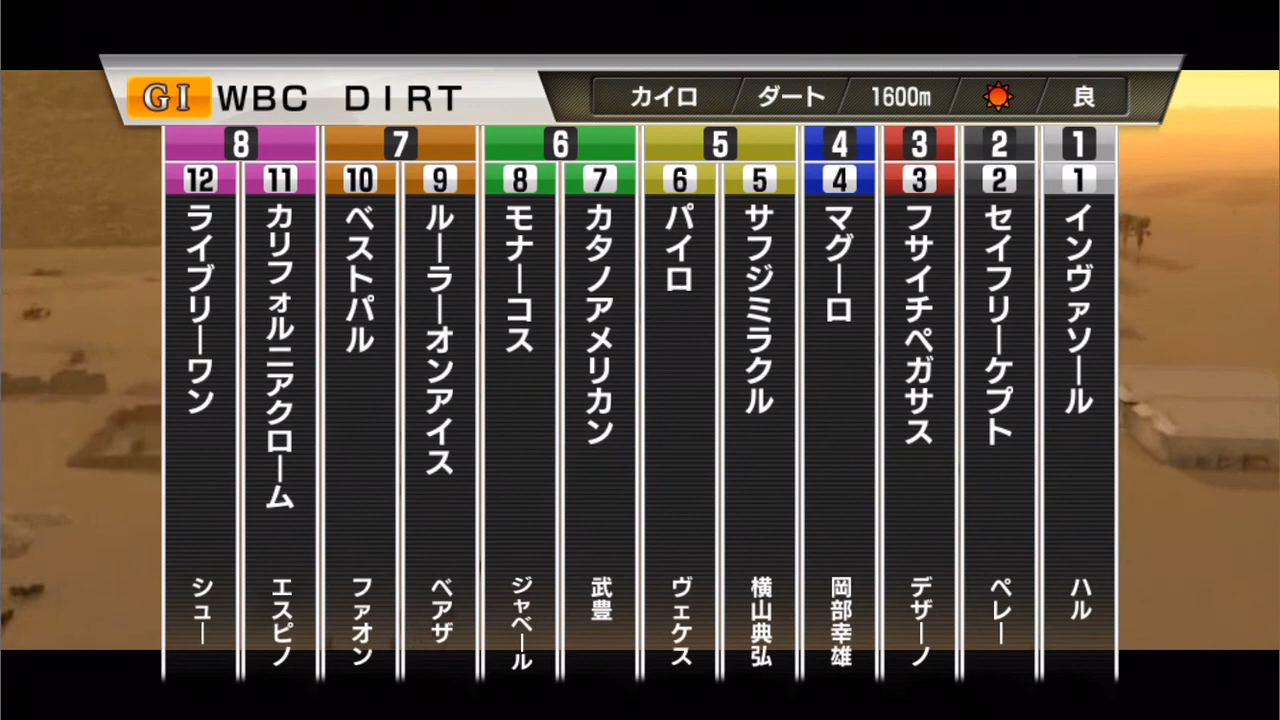 GI WBC DIRT カイロ ダート 1600m 良
1 2 3 4 5 6 7 8
1
インヴァソール
ハル
2
セイフリーケプト
ペレー
3
フサイチペガサス
デザーノ
4
マグーロ
岡部幸雄
5
サフジミラクル
横山典弘
6
パイロ
ヴェケス
7
カタノアメリカン
武豊
8
モナーコス
ジャベール
9
ルーラーオンアイス
ベアザ
10
ベストパル
ファオン
11
カリフォルニアクローム
エスピノ
12
ライブリーワン
シュー